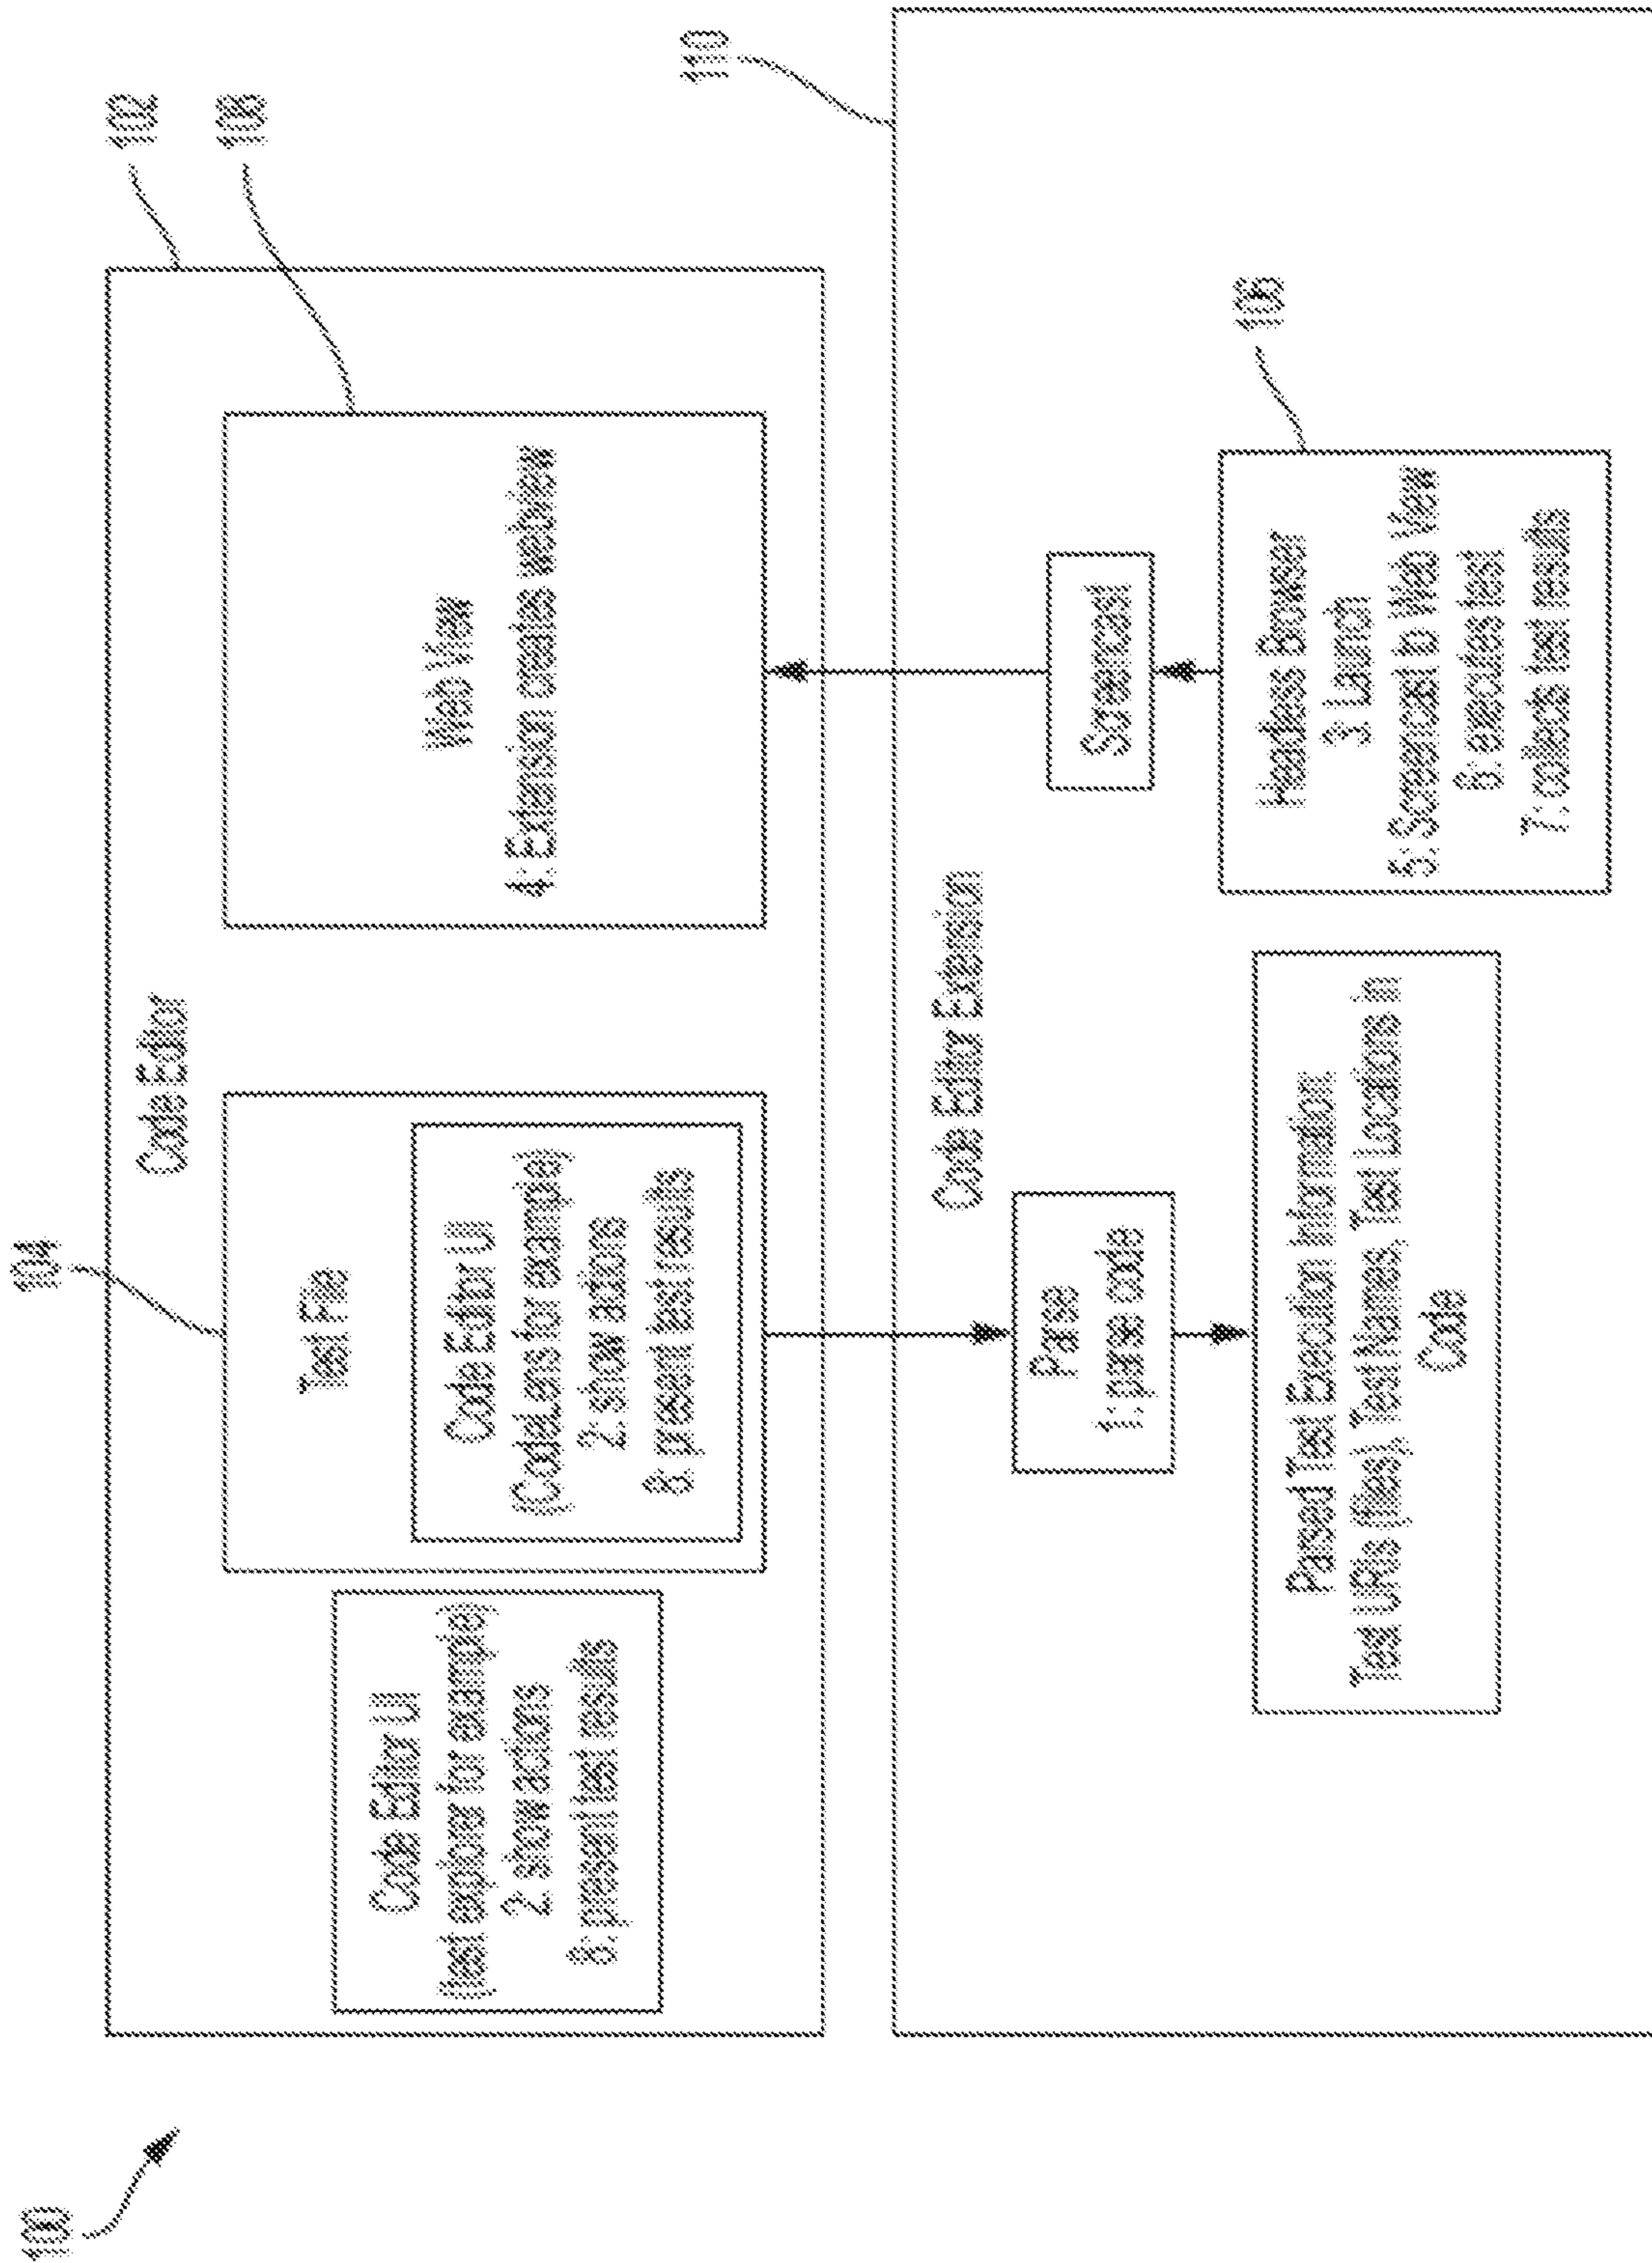 100
102
108
104
Code Editor
Code Editor UI
(test explorer for example)
2: show actions
8: present test results
Test File
Code Editor UI
(CodeLens for example)
2: show actions
8: present test results
Web View
4: Extension creates webview
110
Code Editor Extension
Parse
1: parse code
Screencast
Parsed Test Execution Information:
Test URIs (files), Test Names, Test Locations in
Code
106
Headless Browser
3: Launch
5: Screencast to Web View
6: executes test
7: collects test results